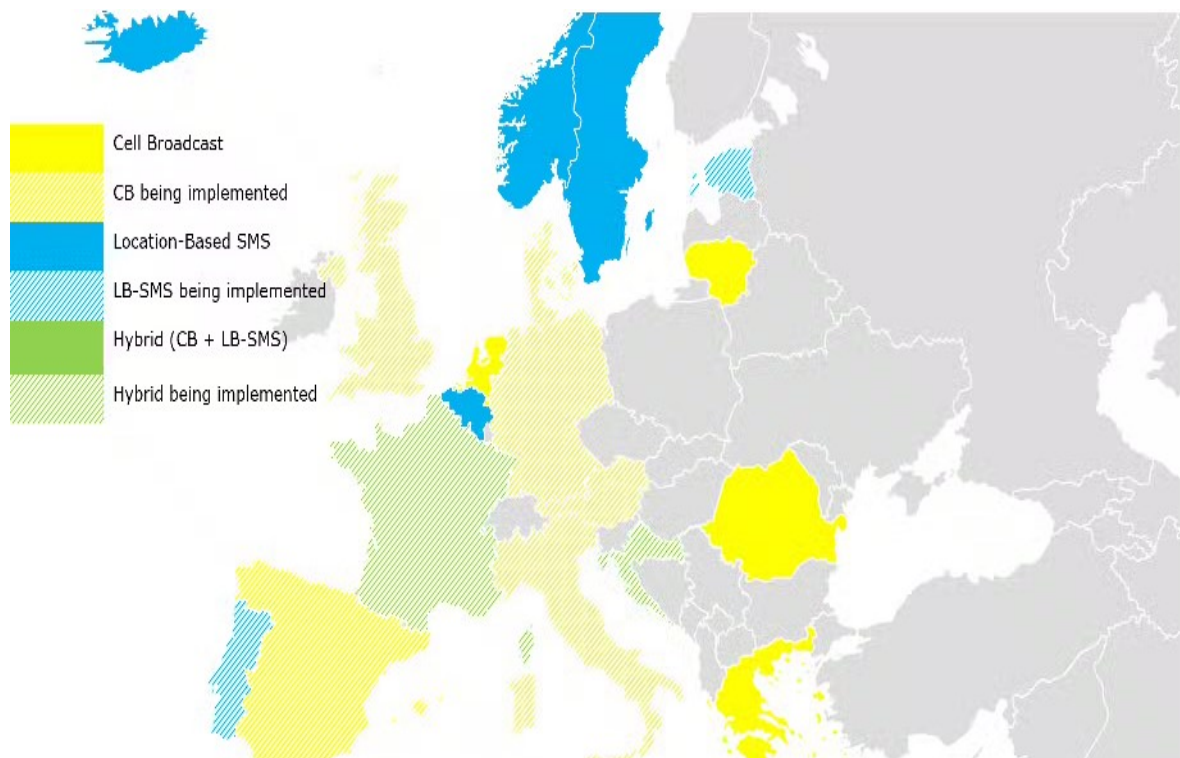 Cell Broadcast
CB being implemented
Location-Based SMS
LB-SMS being implemented
Hybrid (CB + LB-SMS)
Hybrid being implemented